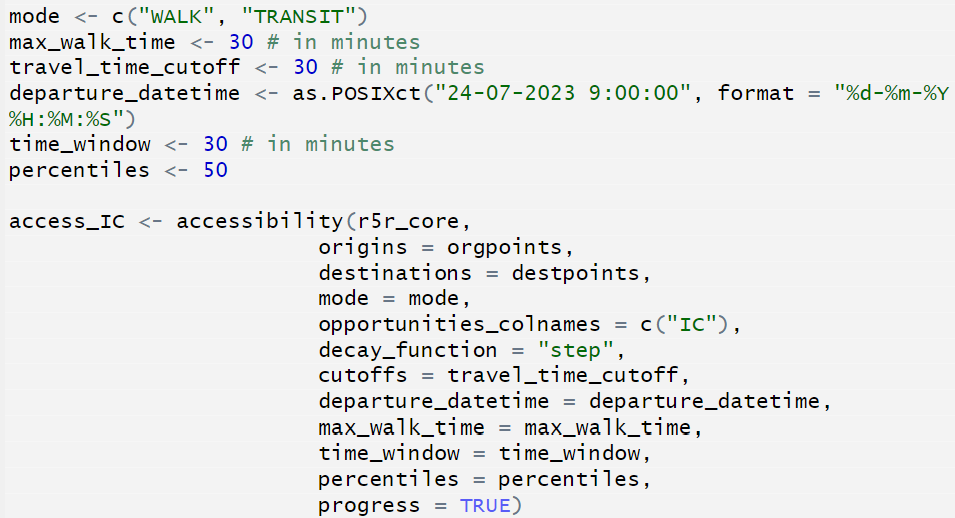 mode <- c("WALK", "TRANSIT")
max_walk_time <- 30 # in minutes
travel_time_cutoff <- 30 # in minutes
departure_datetime <- as.POSIXct("24-07-2023 9:00:00", format = "%d-%m-%Y
%H:%M:%S")
time_window <- 30 # in minutes
percentiles <- 50

access_IC <- accessibility(r5r_core,
                           origins = orgpoints,
                           destinations = destpoints,
                           mode = mode,
                           opportunities_colnames = c("IC"),
                           decay_function = "step",
                           cutoffs = travel_time_cutoff,
                           departure_datetime = departure_datetime,
                           max_walk_time = max_walk_time,
                           time_window = time_window,
                           percentiles = percentiles,
                           progress = TRUE)